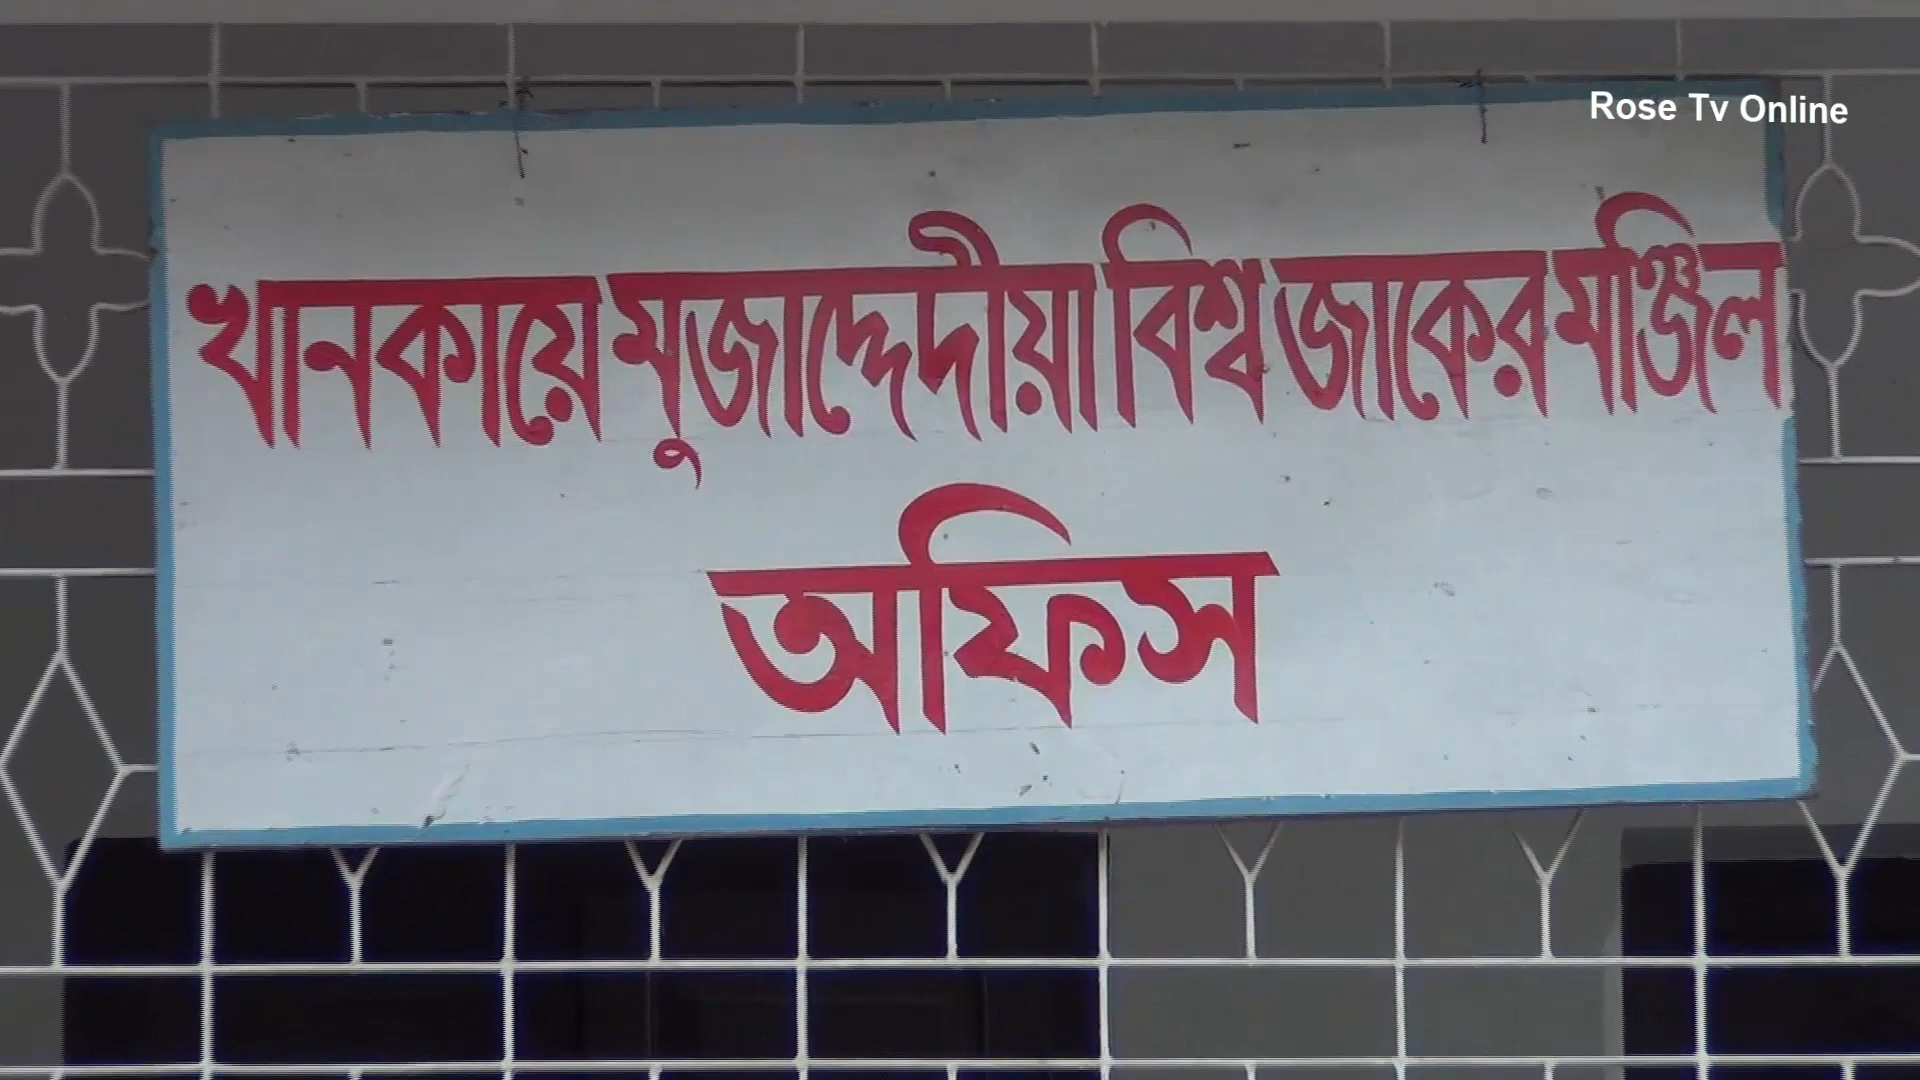 Rose Tv Online
খানকায়ে মুজাদ্দেদীয়া বিশ্ব জাকের মঞ্জিল
অফিস